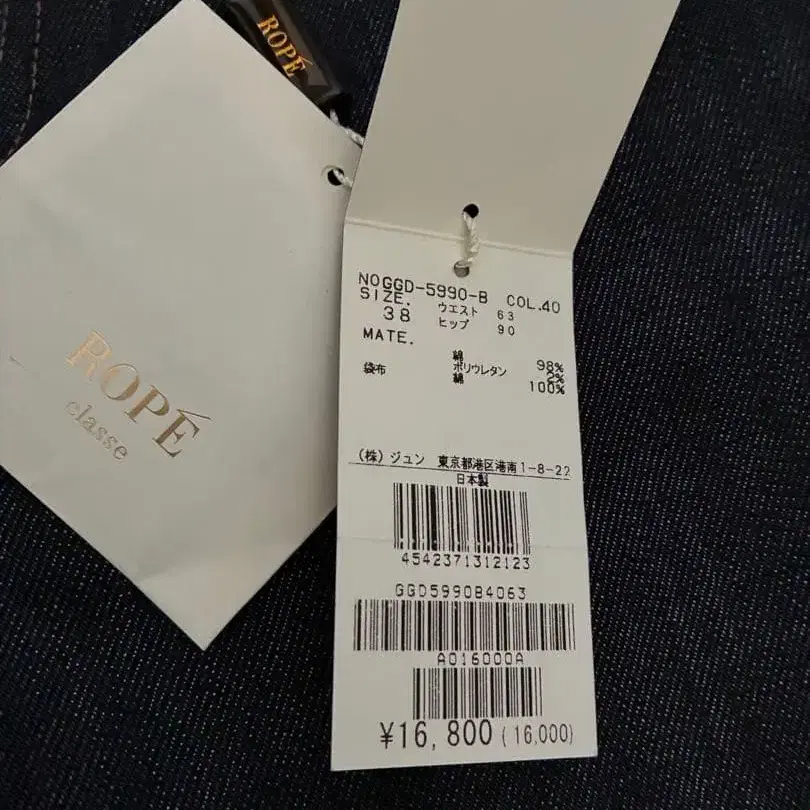 ROPÉ
ROPÉ
classe
NOGGD-5990-B COL.40
SIZE. ウエスト 63
38 ヒップ 90
MATE.
綿 98%
袋布 ポリウレタン 2%
綿 100%
(株) ジュン 東京都港区港南1-8-22
日本製
4542371312123
GGD5990B4063
A016000A
¥16,800 (16,000)